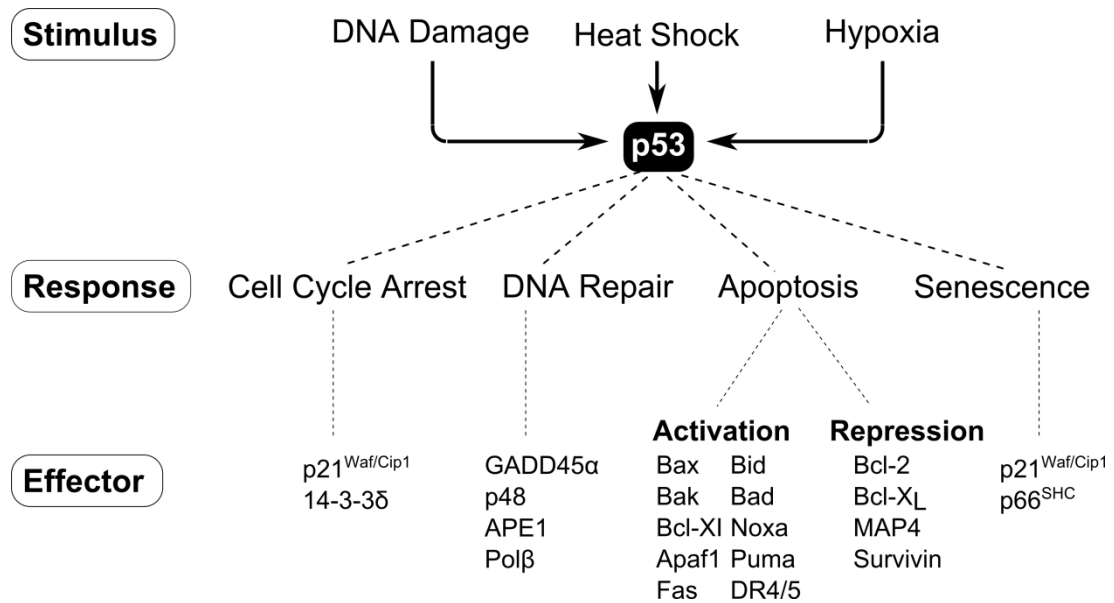 Stimulus DNA Damage Heat Shock Hypoxia
p53
Response Cell Cycle Arrest DNA Repair Apoptosis Senescence
Activation Repression
Effector
p21Waf/Cip1
14-3-3δ
GADD45α
p48
APE1
Polβ
Bax Bid
Bak Bad
Bcl-XI Noxa
Apaf1 Puma
Fas DR4/5
Bcl-2
Bcl-XL
MAP4
Survivin
p21Waf/Cip1
p66SHC